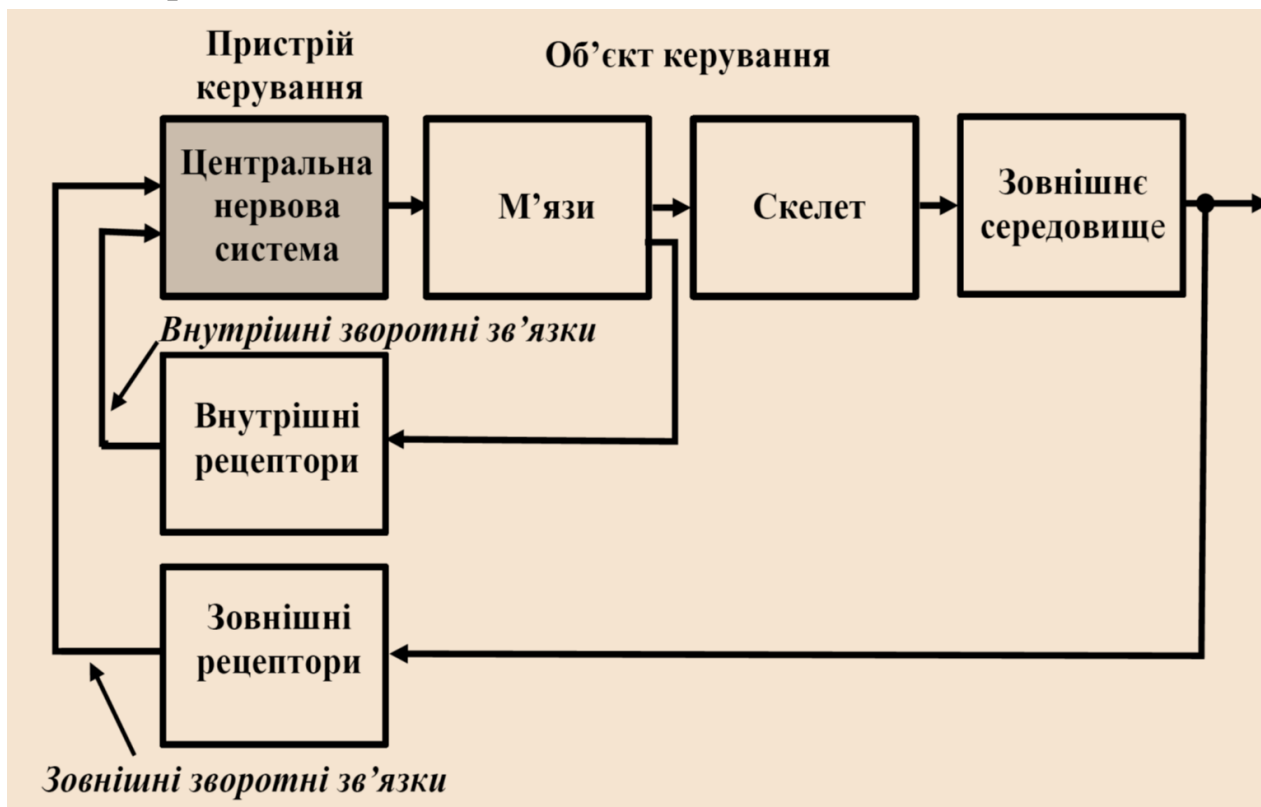 Пристрій
керування
Об’єкт керування
Центральна
нервова
система
М’язи
Скелет
Зовнішнє
середовище
Внутрішні зворотні зв’язки
Внутрішні
рецептори
Зовнішні
рецептори
Зовнішні зворотні зв’язки